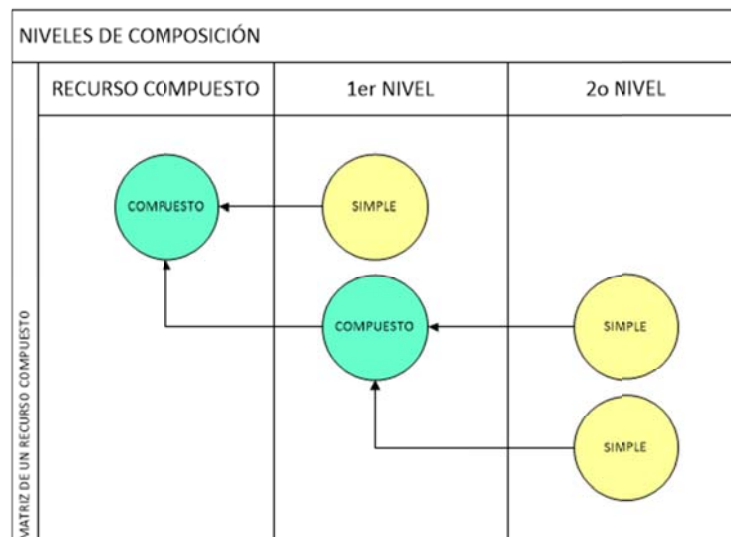 NIVELES DE COMPOSICIÓN
RECURSO COMPUESTO
1er NIVEL
2o NIVEL
COMPUESTO
SIMPLE
COMPUESTO
SIMPLE
SIMPLE
MATRIZ DE UN RECURSO COMPUESTO